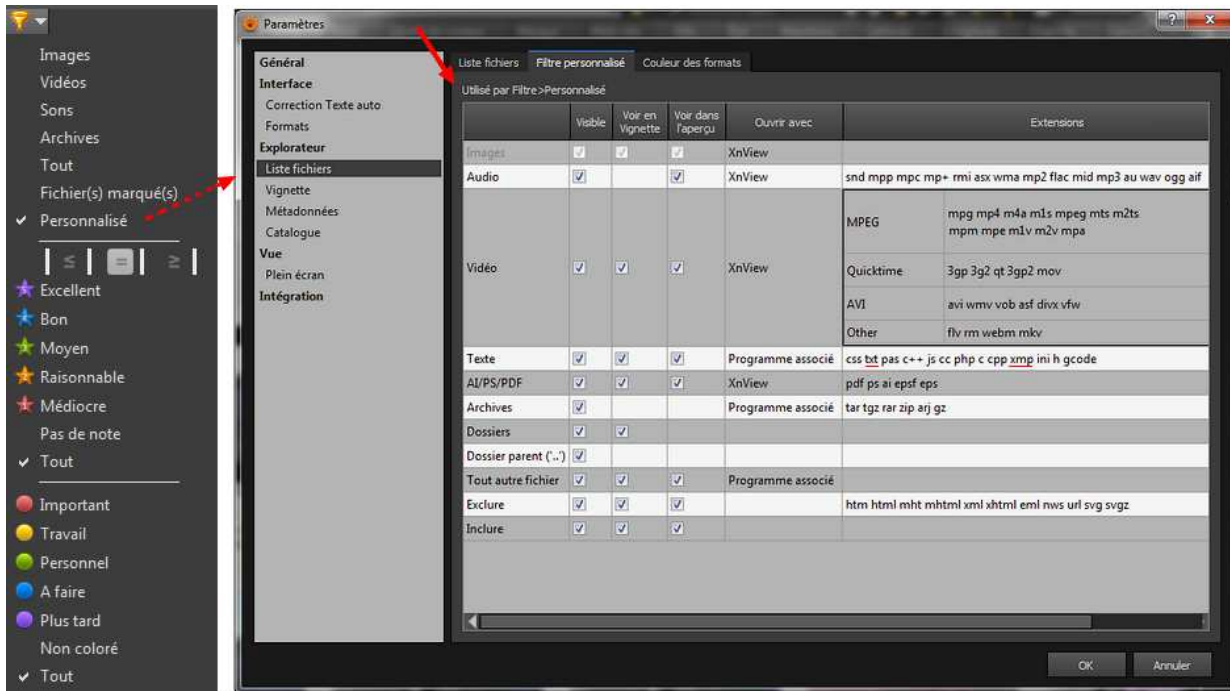 Images
Vidéos
Sons
Archives
Tout
Fichier(s) marqué(s)
Personnalisé
≤ = ≥
Excellent
Bon
Moyen
Raisonnable
Médiocre
Pas de note
Tout
Important
Travail
Personnel
A faire
Plus tard
Non coloré
Tout
Paramètres
Général
Interface
Correction Texte auto
Formats
Explorateur
Liste fichiers
Vignette
Métadonnées
Catalogue
Vue
Plein écran
Intégration
Liste fichiers Filtre personnalisé Couleur des formats
Utilisé par Filtre>Personnalisé
Visible Voir en Vignette Voir dans l'aperçu Ouvrir avec Extensions
Images XnView
Audio XnView snd mpp mpc mp+ rmi asx wma mp2 flac mid mp3 au wav ogg aif
Vidéo XnView
MPEG mpg mp4 m4a m1s mpeg mts m2ts
mpm mpe m1v m2v mpa
Quicktime 3gp 3g2 qt 3gp2 mov
AVI avi wmv vob asf divx vfw
Other flv rm webm mkv
Texte Programme associé css txt pas c++ js cc php c cpp xmp ini h gcode
AI/PS/PDF XnView pdf ps ai epsf eps
Archives Programme associé tar tgz rar zip arj gz
Dossiers
Dossier parent ('..')
Tout autre fichier Programme associé
Exclure htm html mht mhtml xml xhtml eml nws url svg svgz
Inclure
OK Annuler